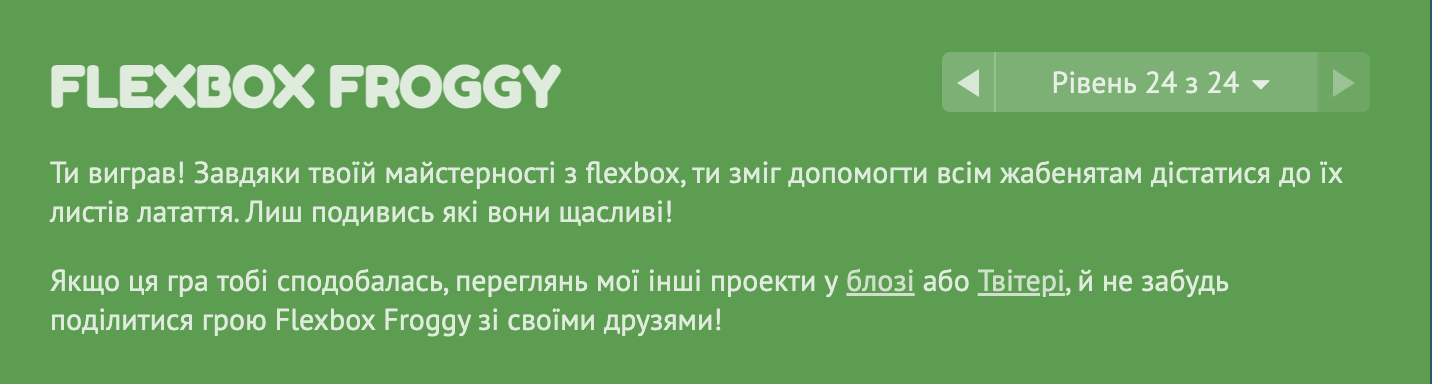 FLEXBOX FROGGY
Рівень 24 з 24
Ти виграв! Завдяки твоїй майстерності з flexbox, ти зміг допомогти всім жабенятам дістатися до їх
листів латаття. Лиш подивись які вони щасливі!
Якщо ця гра тобі сподобалась, переглянь мої інші проекти у блозі або Твітері, й не забудь
поділитися грою Flexbox Froggy зі своїми друзями!